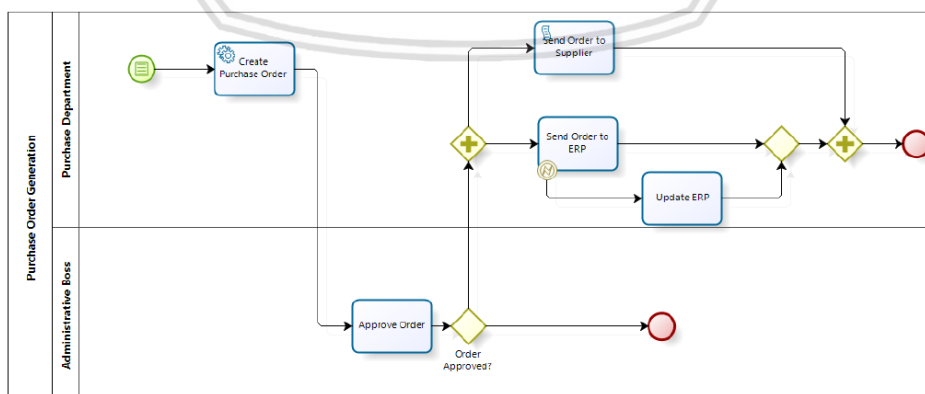 Purchase Order Generation
Purchase Department
Create
Purchase Order
Send Order to
Supplier
Send Order to
ERP
Update ERP
Administrative Boss
Approve Order
Order
Approved?